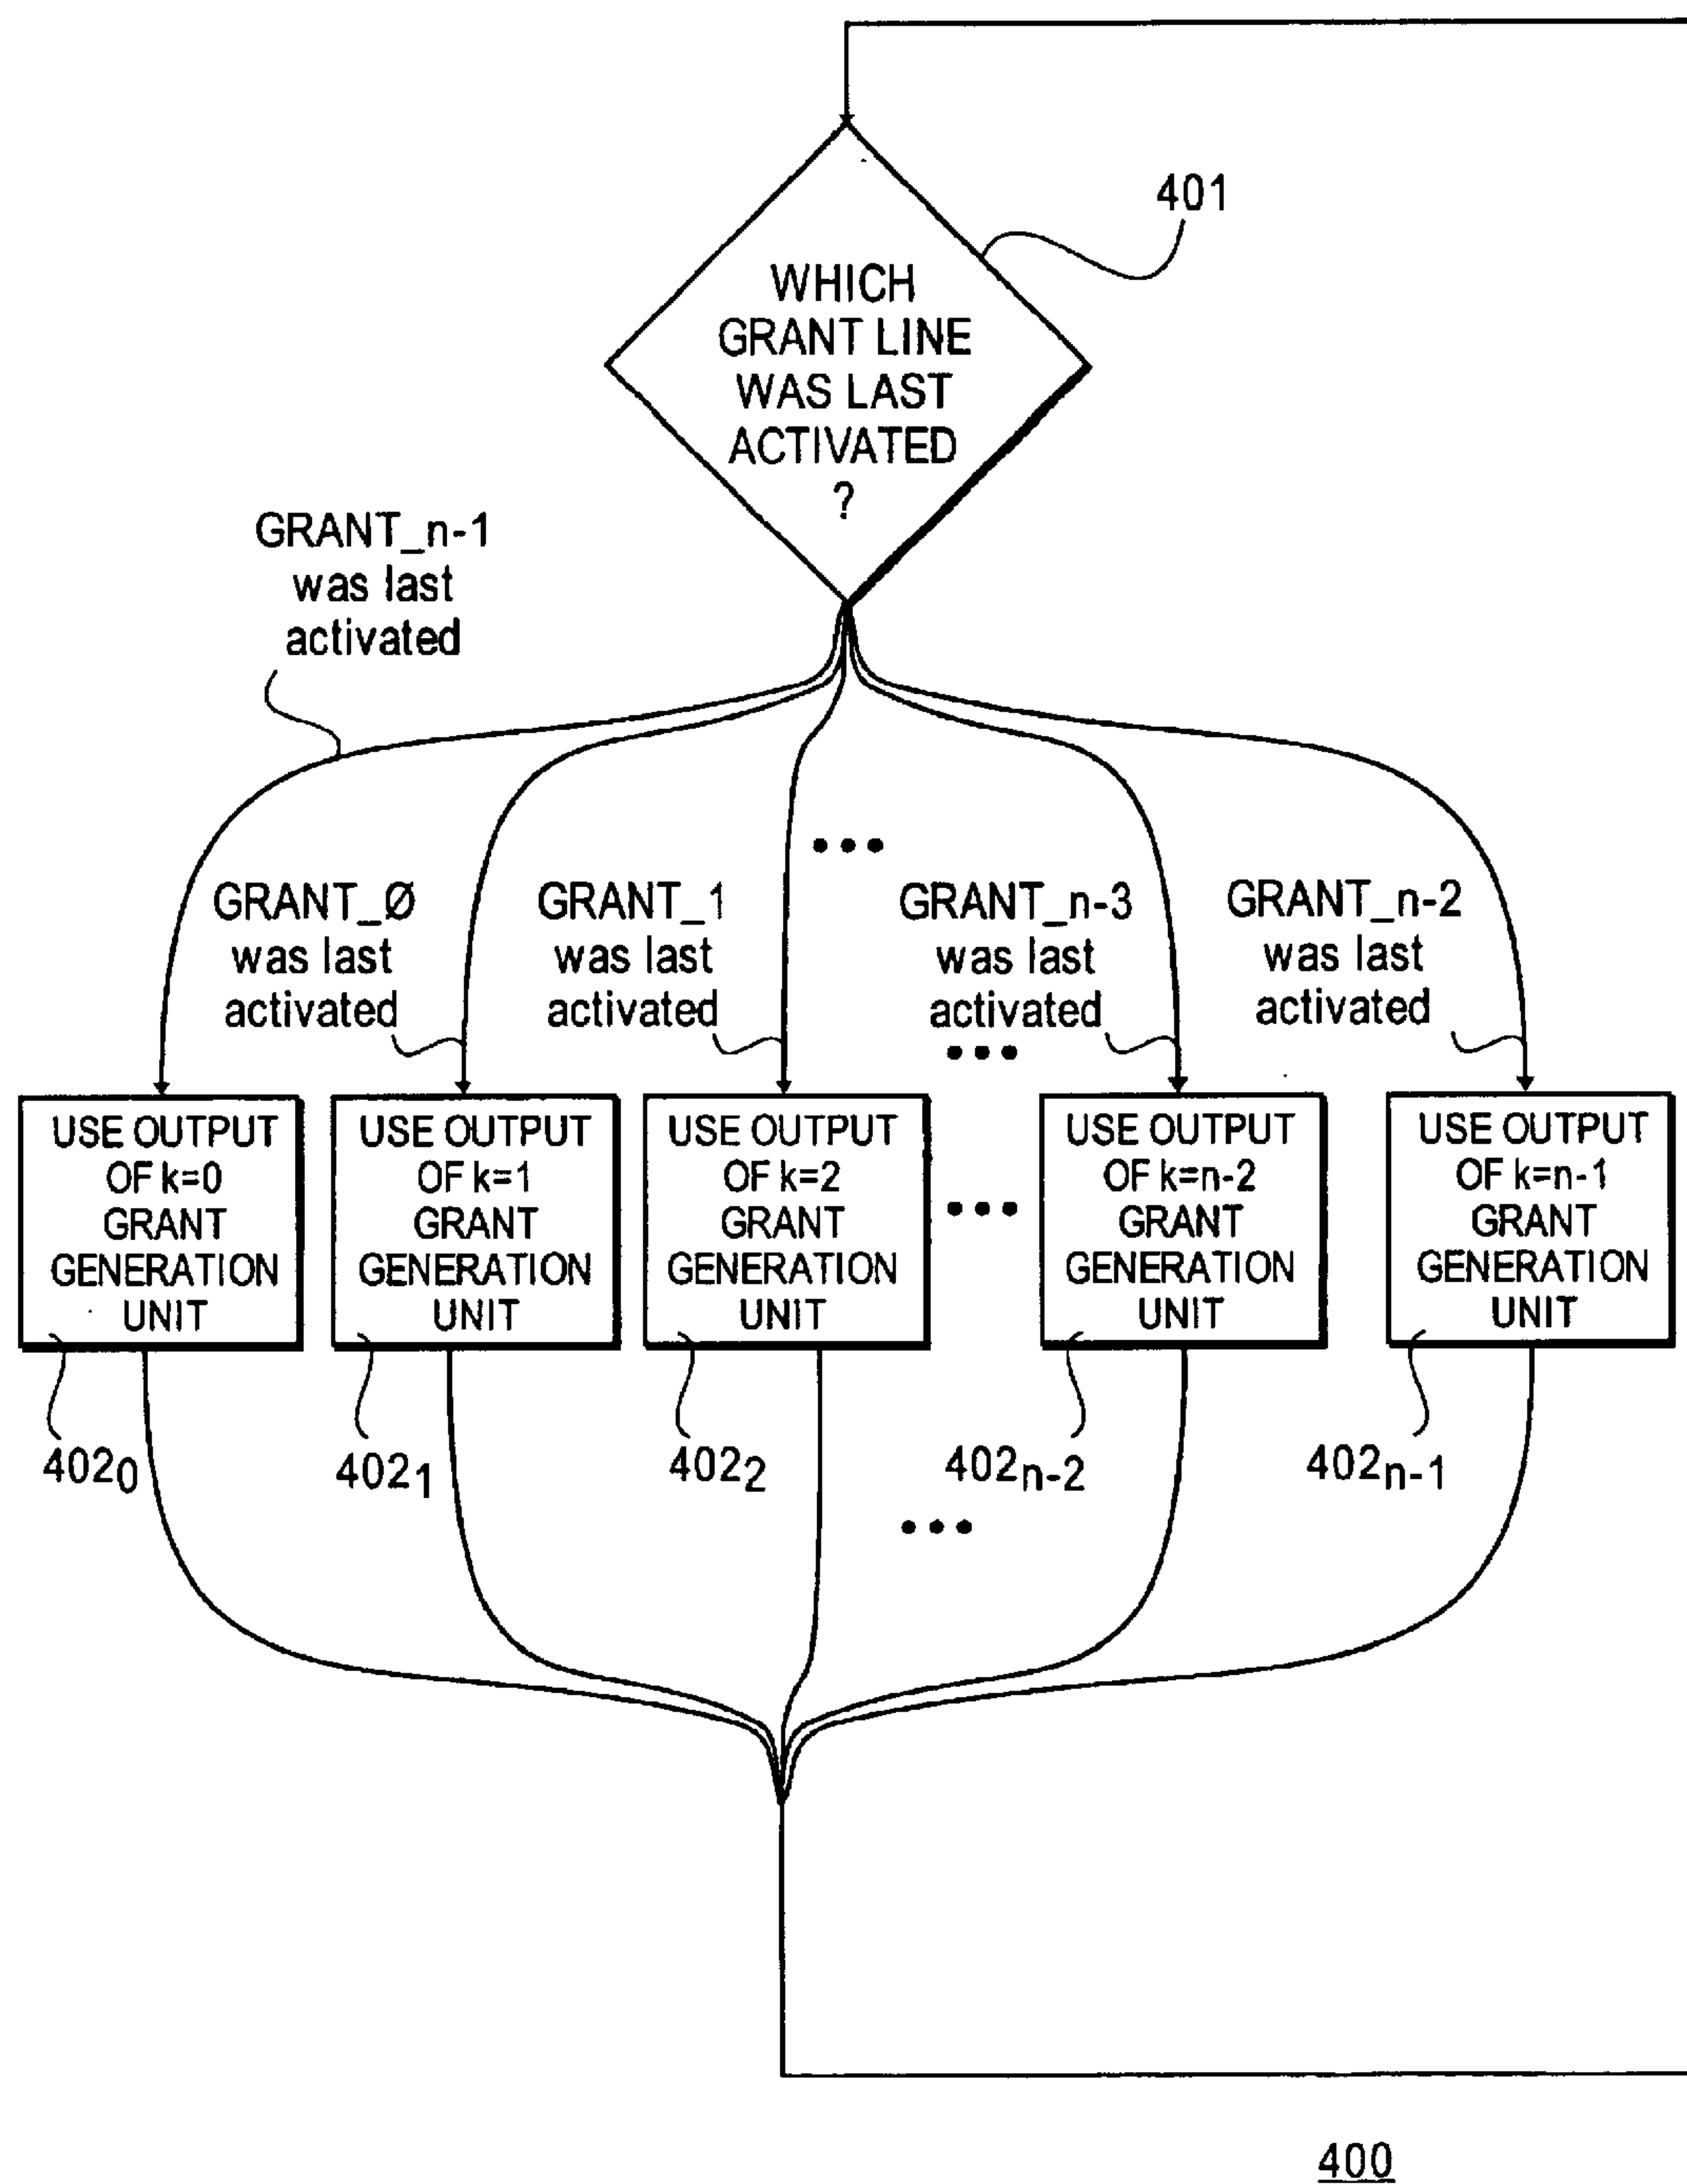 401
WHICH
GRANT LINE
WAS LAST
ACTIVATED
?
GRANT_n-1
was last
activated
GRANT_Ø
was last
activated
GRANT_1
was last
activated
GRANT_n-3
was last
activated
GRANT_n-2
was last
activated
USE OUTPUT
OF k=0
GRANT
GENERATION
UNIT
USE OUTPUT
OF k=1
GRANT
GENERATION
UNIT
USE OUTPUT
OF k=2
GRANT
GENERATION
UNIT
USE OUTPUT
OF k=n-2
GRANT
GENERATION
UNIT
USE OUTPUT
OF k=n-1
GRANT
GENERATION
UNIT
402₀
402₁
402₂
402n-2
402n-1
400